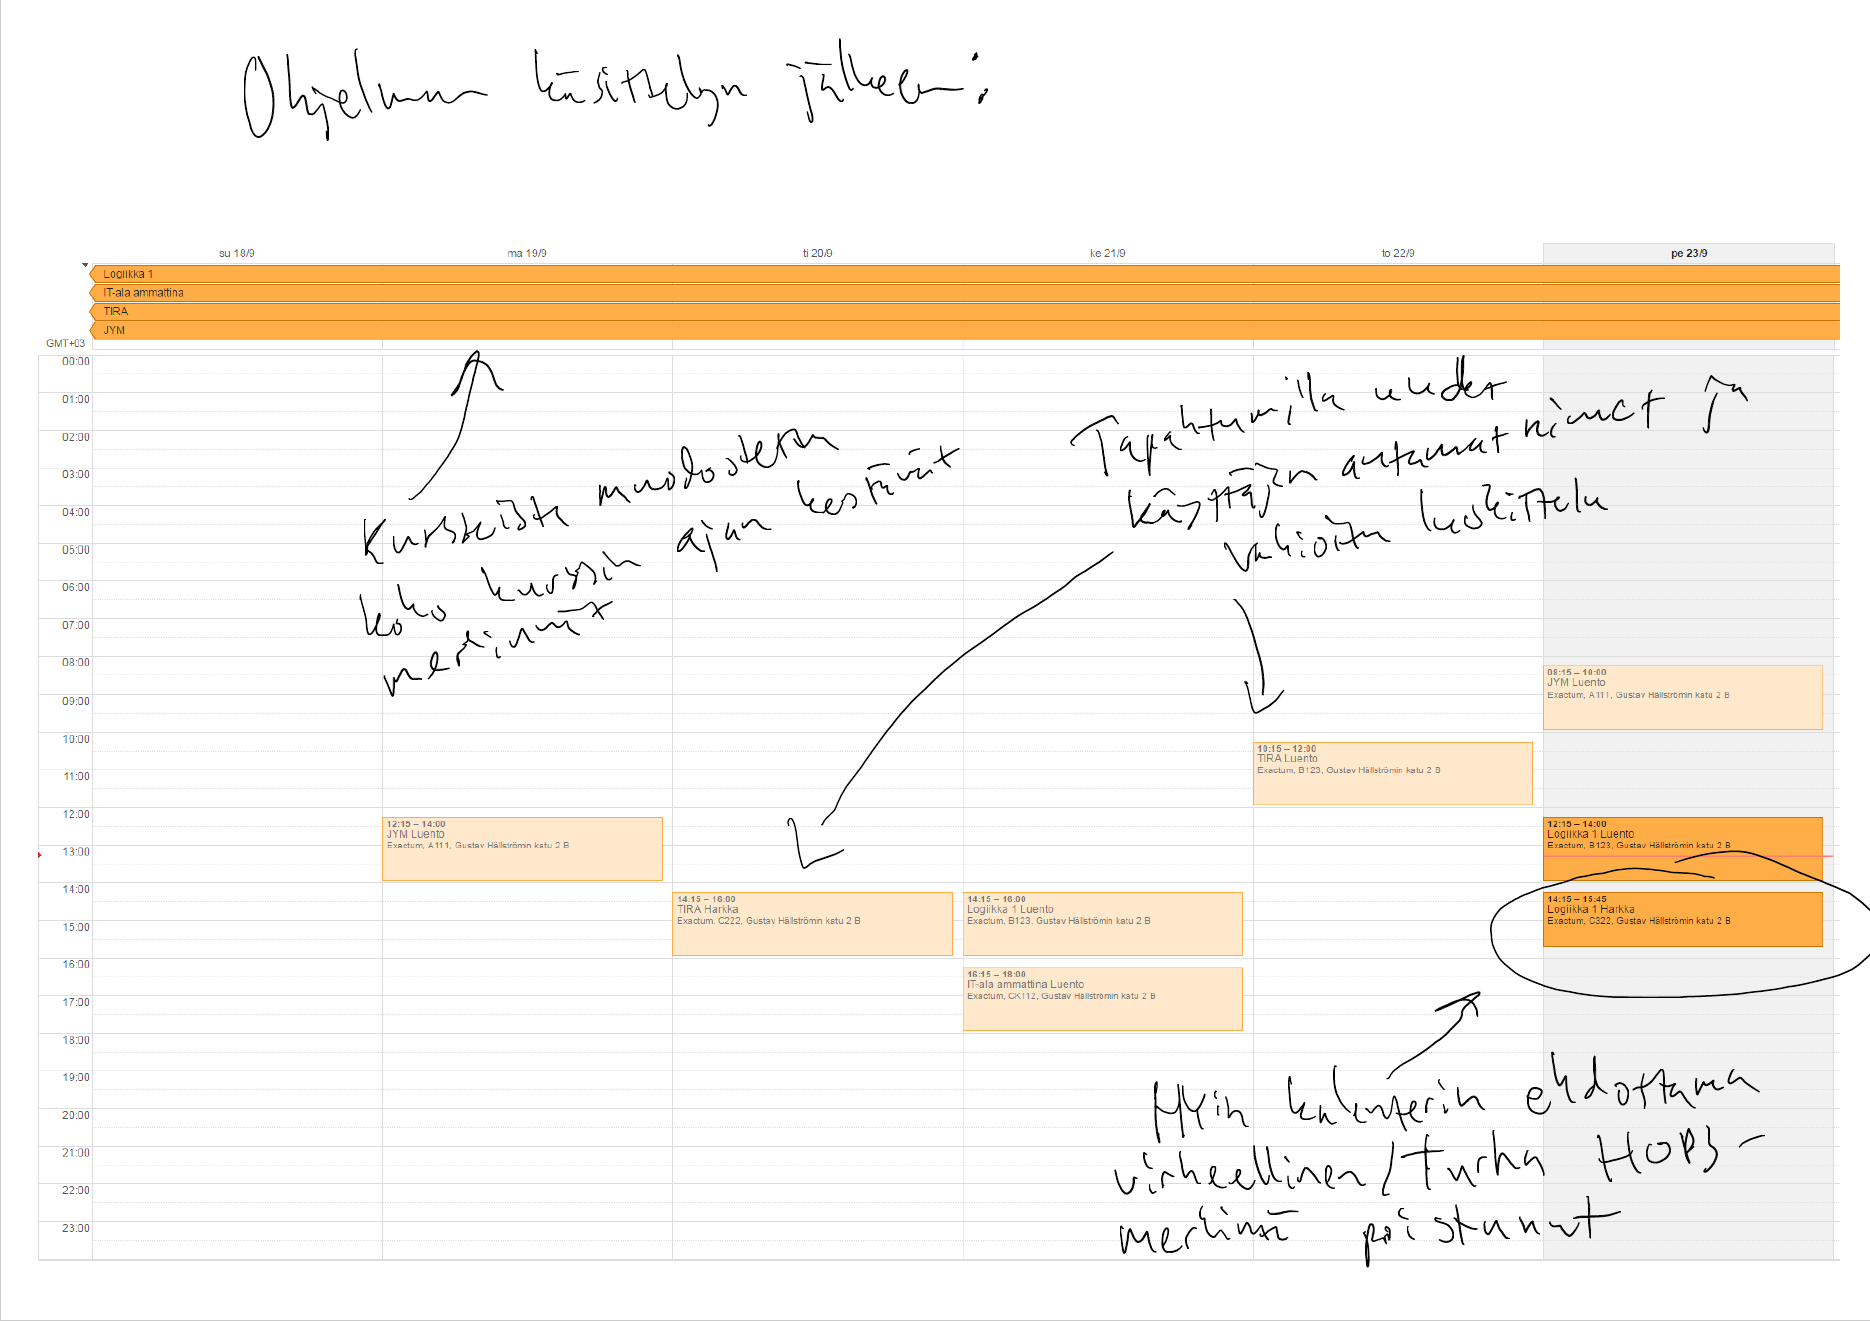 Ohjelman käsittelyn jälkeen:
su 18/9
ma 19/9
ti 20/9
ke 21/9
to 22/9
pe 23/9
Logiikka 1
IT-ala ammattina
TIRA
JYM
GMT+03
00:00
01:00
02:00
03:00
04:00
05:00
06:00
07:00
08:00
09:00
10:00
11:00
12:00
13:00
14:00
15:00
16:00
17:00
18:00
19:00
20:00
21:00
22:00
23:00
Kursseista muodostetaan
koko kurssin ajan kestävät
merkinnät
Tapahtumilla uudet
käyttäjän antamat nimet ja
vakioitu luokittelu
12:15 – 14:00
JYM Luento
Exactum, A111, Gustav Hällströmin katu 2 B
14:15 – 16:00
TIRA Harkka
Exactum, C222, Gustav Hällströmin katu 2 B
14:15 – 16:00
Logiikka 1 Luento
Exactum, B123, Gustav Hällströmin katu 2 B
16:15 – 18:00
IT-ala ammattina Luento
Exactum, CK112, Gustav Hällströmin katu 2 B
10:15 – 12:00
TIRA Luento
Exactum, B123, Gustav Hällströmin katu 2 B
08:15 – 10:00
JYM Luento
Exactum, A111, Gustav Hällströmin katu 2 B
12:15 – 14:00
Logiikka 1 Luento
Exactum, B123, Gustav Hällströmin katu 2 B
14:15 – 15:45
Logiikka 1 Harkka
Exactum, C322, Gustav Hällströmin katu 2 B
HY:n kalenterin ehdottama
virheellinen/turha HOPS-
merkintä poistunut